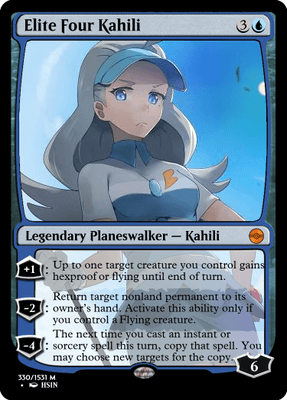 Elite Four Kahili 3
Legendary Planeswalker — Kahili
+1 : Up to one target creature you control gains
hexproof or flying until end of turn.
-2 : Return target nonland permanent to its
owner's hand. Activate this ability only if
you control a Flying creature.
-4 : The next time you cast an instant or
sorcery spell this turn, copy that spell. You
may choose new targets for the copy.
6
330/1531 M
• HSIN